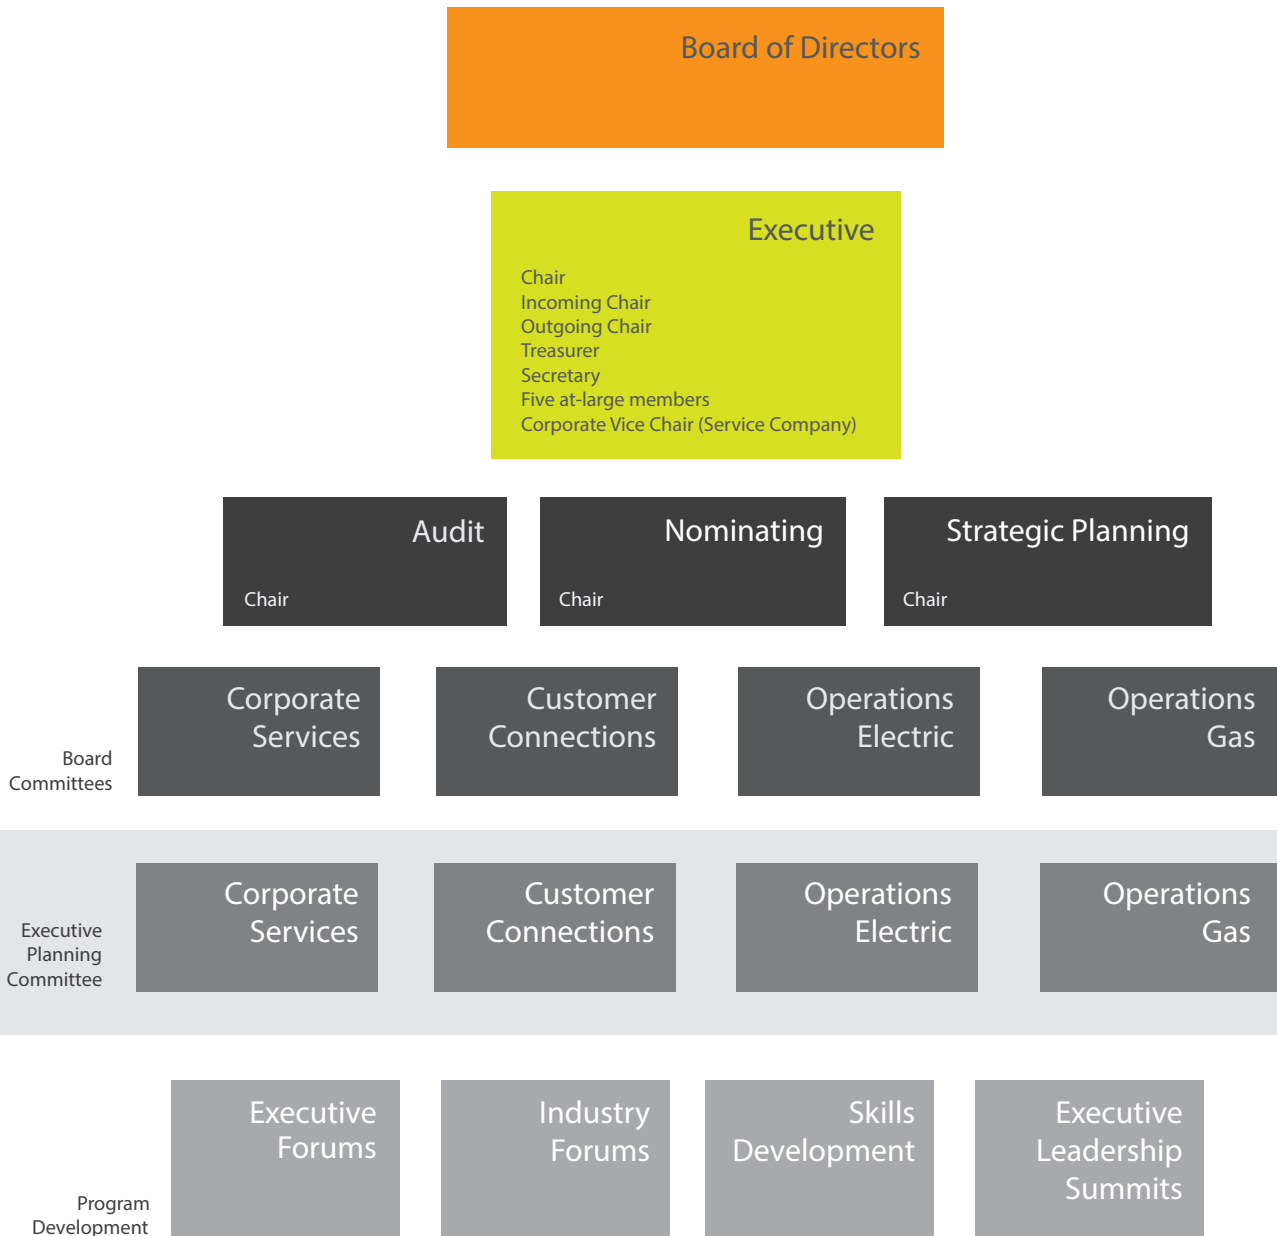 Board of Directors
Executive
Chair
Incoming Chair
Outgoing Chair
Treasurer
Secretary
Five at-large members
Corporate Vice Chair (Service Company)
Audit
Chair
Nominating
Chair
Strategic Planning
Chair
Board
Committees
Corporate
Services
Customer
Connections
Operations
Electric
Operations
Gas
Executive
Planning
Committee
Corporate
Services
Customer
Connections
Operations
Electric
Operations
Gas
Program
Development
Executive
Forums
Industry
Forums
Skills
Development
Executive
Leadership
Summits